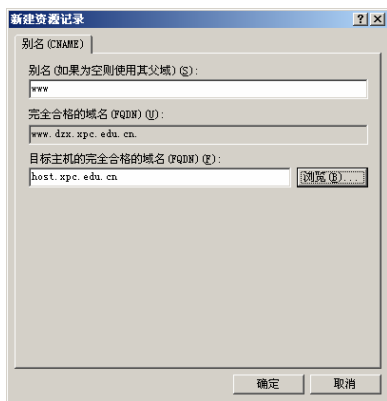 新建资源记录
别名(CNAME)
别名(如果为空则使用其父域)(S):
www
完全合格的域名(FQDN)(U):
www.dzx.xpc.edu.cn.
目标主机的完全合格的域名(FQDN)(F):
host.xpc.edu.cn 浏览(B)...
确定 取消